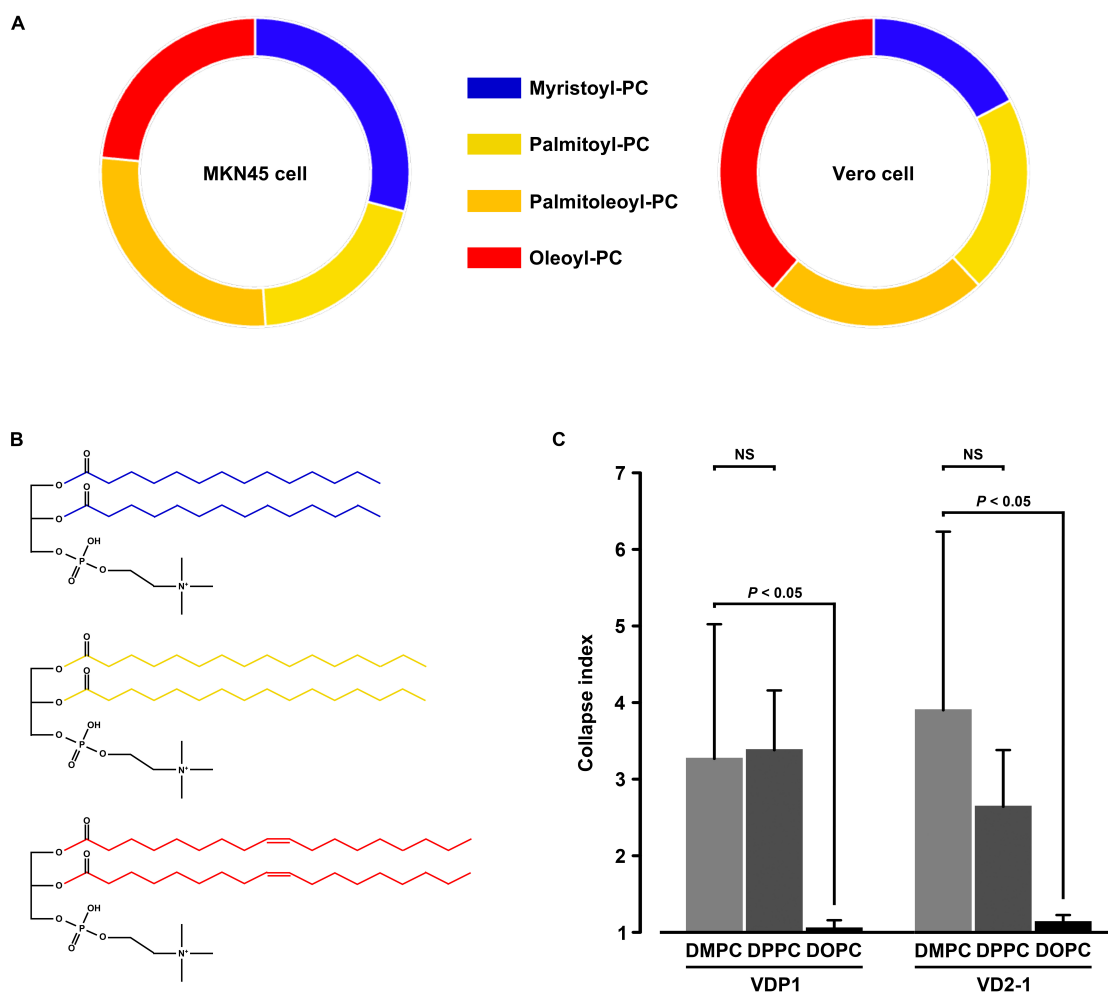 A
MKN45 cell
Myristoyl-PC
Palmitoyl-PC
Palmitoleoyl-PC
Oleoyl-PC
Vero cell
B
O
O
O
O
OH
O
P
O
O
N+
O
O
O
O
OH
O
P
O
O
N+
O
O
O
O
OH
O
P
O
O
N+
C
NS
NS
P < 0.05
P < 0.05
Collapse index
7
6
5
4
3
2
1
DMPC DPPC DOPC
DMPC DPPC DOPC
VDP1
VD2-1